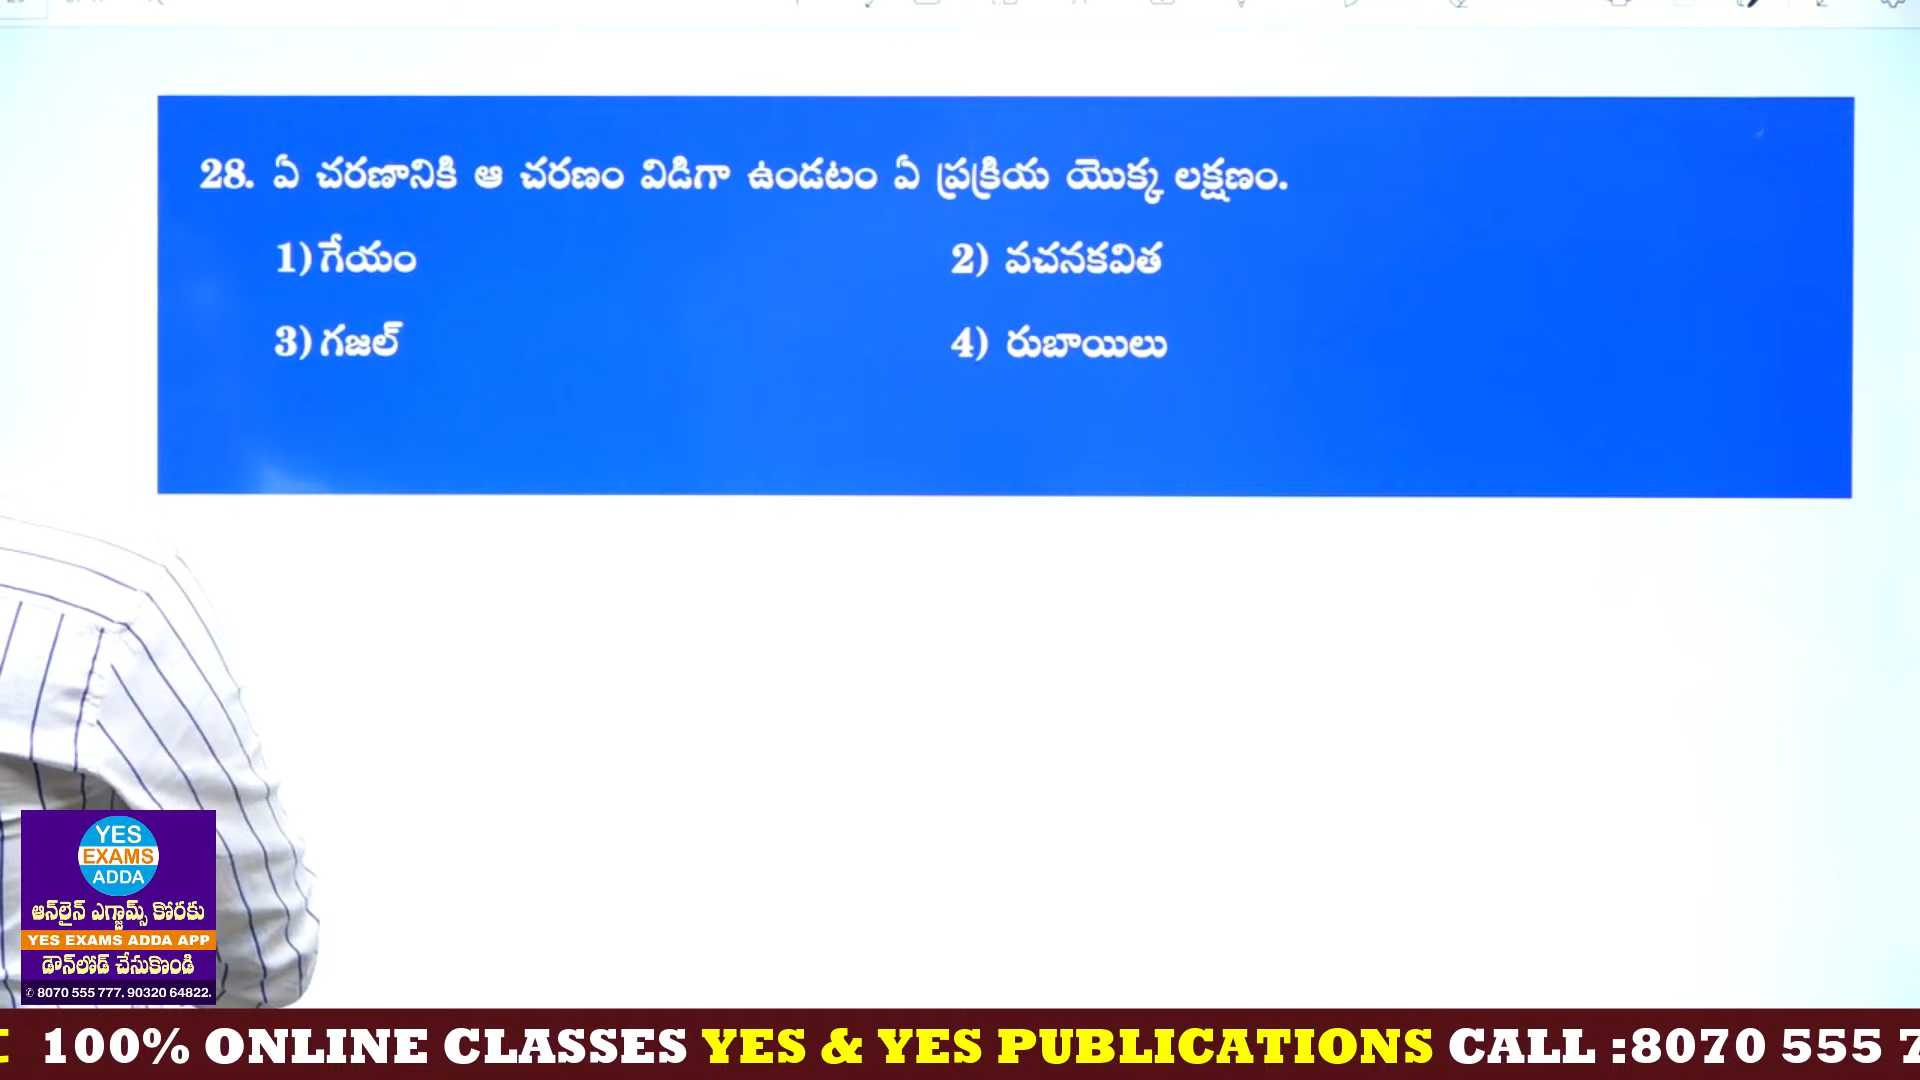 28. ఏ చరణానికి ఆ చరణం విడిగా ఉండటం ఏ ప్రక్రియ యొక్క లక్షణం.
1) గేయం 2) వచనకవిత
3) గజల్ 4) రుబాయిలు
YES
EXAMS
ADDA
ఆన్‌లైన్ ఎగ్జామ్స్ కోరకు
YES EXAMS ADDA APP
డౌన్‌లోడ్ చేసుకొండి
✆ 8070 555 777, 90320 64822.
100% ONLINE CLASSES YES & YES PUBLICATIONS CALL :8070 555 7